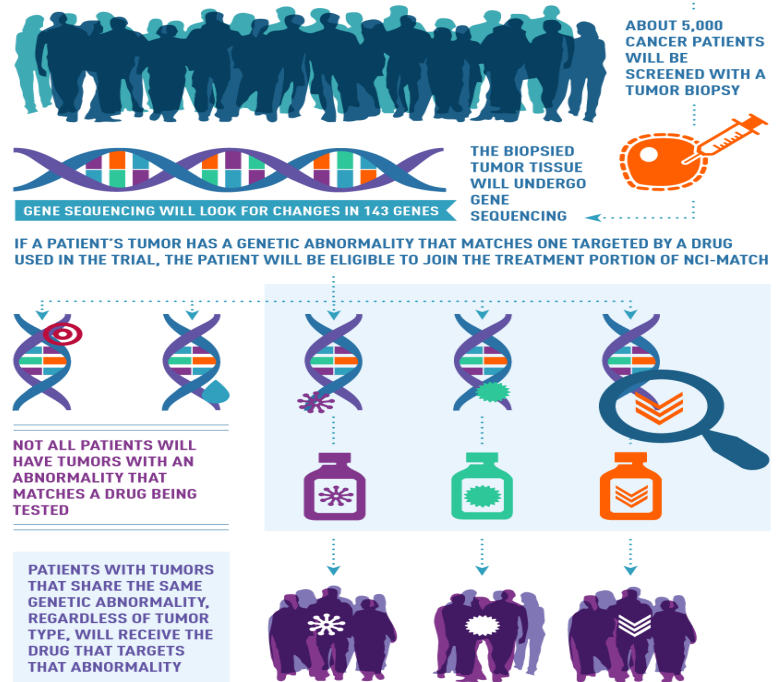 ABOUT 5,000
CANCER PATIENTS
WILL BE
SCREENED WITH A
TUMOR BIOPSY
THE BIOPSIED
TUMOR TISSUE
WILL UNDERGO
GENE
SEQUENCING
GENE SEQUENCING WILL LOOK FOR CHANGES IN 143 GENES
IF A PATIENT'S TUMOR HAS A GENETIC ABNORMALITY THAT MATCHES ONE TARGETED BY A DRUG
USED IN THE TRIAL, THE PATIENT WILL BE ELIGIBLE TO JOIN THE TREATMENT PORTION OF NCI-MATCH
NOT ALL PATIENTS WILL
HAVE TUMORS WITH AN
ABNORMALITY THAT
MATCHES A DRUG BEING
TESTED
PATIENTS WITH TUMORS
THAT SHARE THE SAME
GENETIC ABNORMALITY,
REGARDLESS OF TUMOR
TYPE, WILL RECEIVE THE
DRUG THAT TARGETS
THAT ABNORMALITY